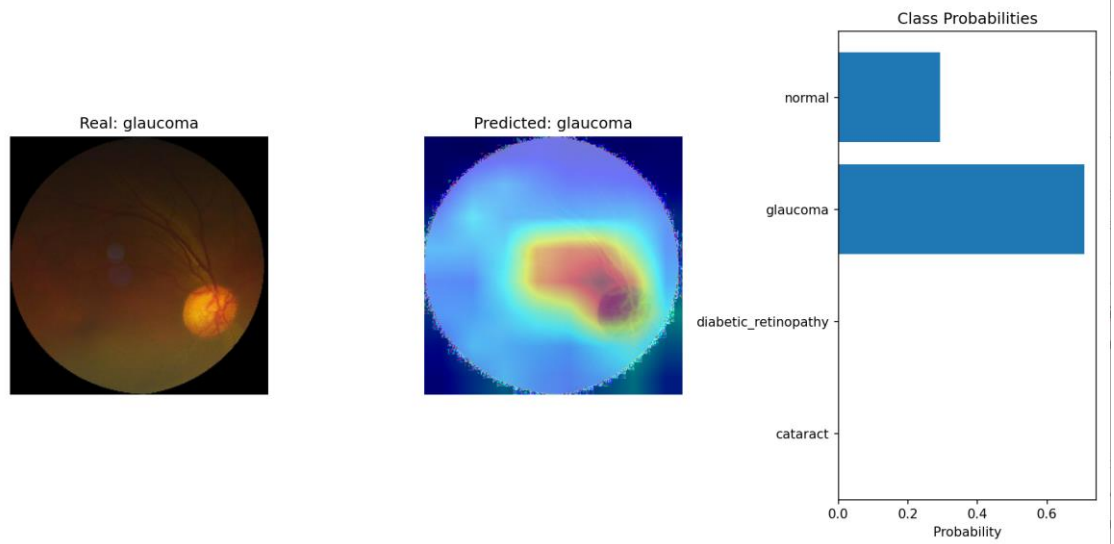 Real: glaucoma
Predicted: glaucoma
Class Probabilities
normal
glaucoma
diabetic_retinopathy
cataract
0.0 0.2 0.4 0.6
Probability